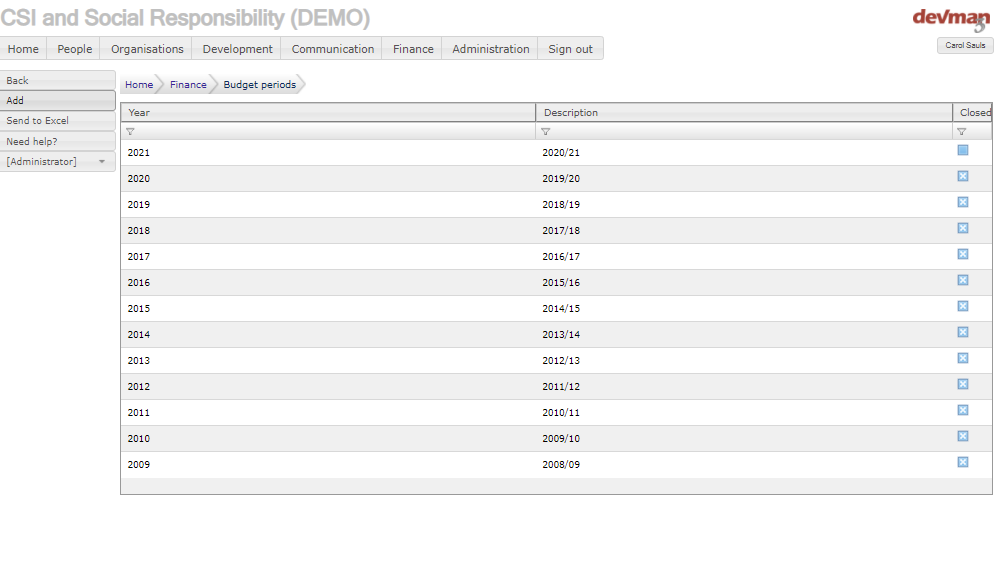 CSI and Social Responsibility (DEMO)
devman 5
Home People Organisations Development Communication Finance Administration Sign out
Carol Sauls
Back
Add
Send to Excel
Need help?
[Administrator]
Home Finance Budget periods
Year Description Closed
2021 2020/21
2020 2019/20
2019 2018/19
2018 2017/18
2017 2016/17
2016 2015/16
2015 2014/15
2014 2013/14
2013 2012/13
2012 2011/12
2011 2010/11
2010 2009/10
2009 2008/09